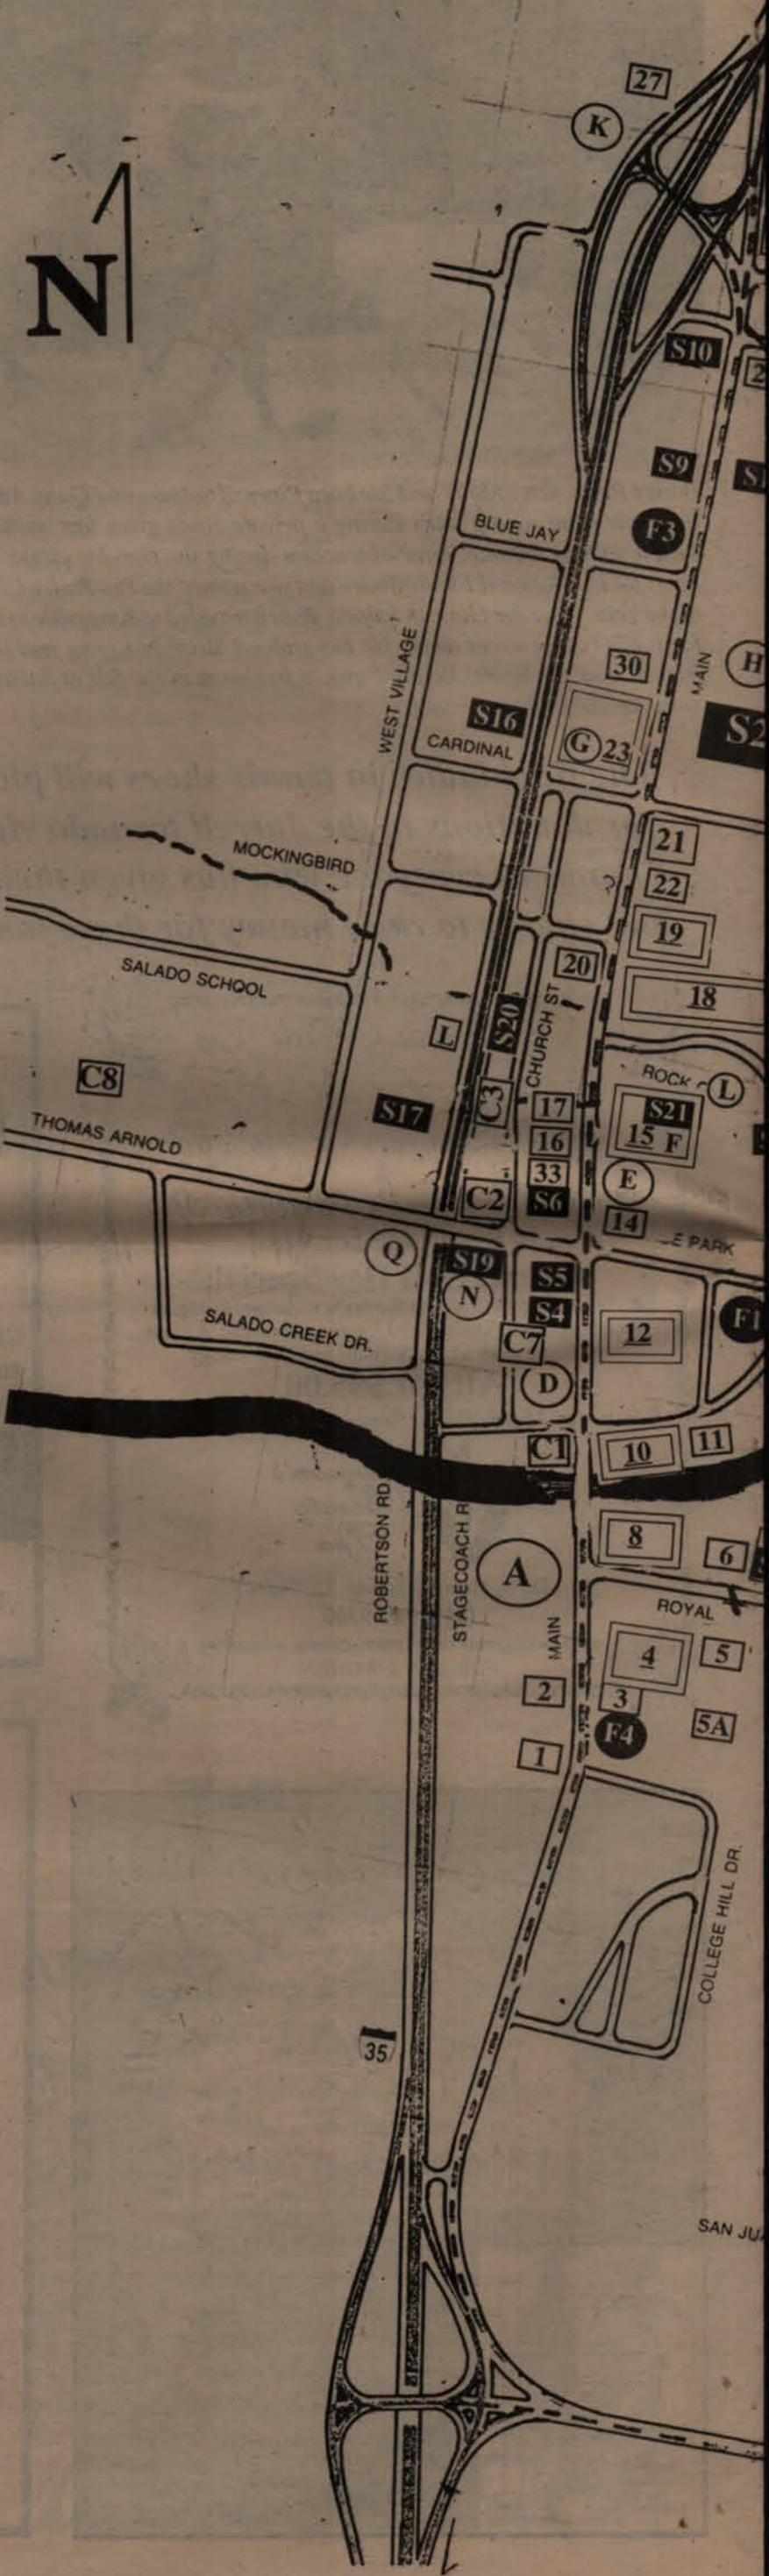 27
K
N
S10
2
S9
F3
BLUE JAY
WEST VILLAGE
30
MAIN
H
S16
S2
CARDINAL
G 23
MOCKINGBIRD
21
22
?
19
SALADO SCHOOL
20
18
L
S20
CHURCH ST
C8
C3
ROCK
L
S17
17
S21
THOMAS ARNOLD
16
15 F
33
E
C2
S6
14
E PARK
Q
S19
S5
N
S4
F1
12
SALADO CREEK DR.
C7
D
C1
10
11
ROBERTSON RD
STAGECOACH R
8
6
A
ROYAL
MAIN
4
5
2
3
5A
F4
1
COLLEGE HILL DR.
35
SAN JU